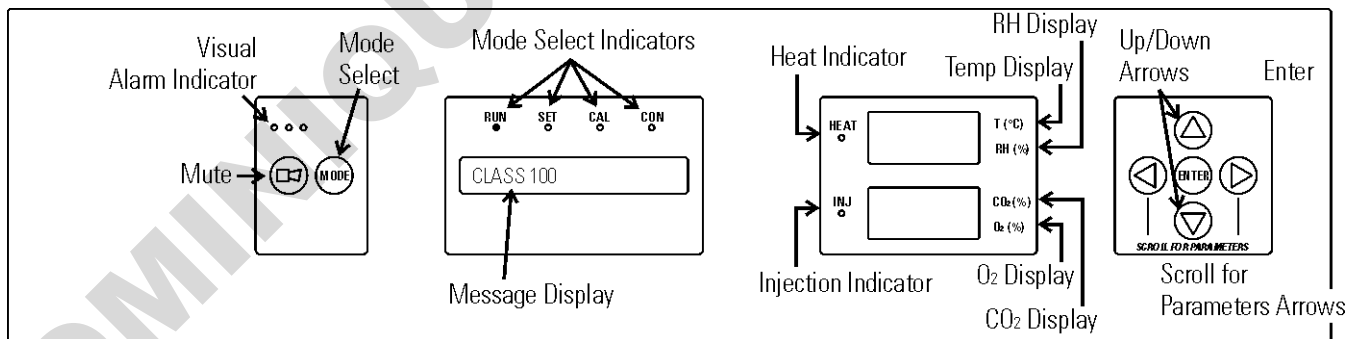 Visual
Alarm Indicator
Mode
Select
Mute
MODE
Mode Select Indicators
RUN SET CAL CON
CLASS 100
Message Display
Heat Indicator
HEAT
INJ
Injection Indicator
RH Display
Temp Display
T (°C)
RH (%)
CO₂ (%)
O₂ (%)
O₂ Display
CO₂ Display
Up/Down
Arrows
Enter
ENTER
SCROLL FOR PARAMETERS
Scroll for
Parameters Arrows